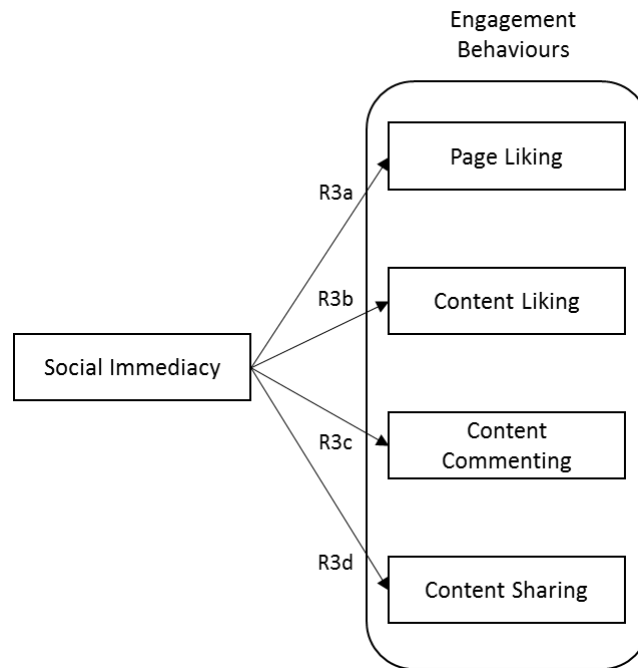 Engagement
Behaviours
Page Liking
R3a
R3b
Content Liking
Social Immediacy
Content
Commenting
R3c
R3d
Content Sharing